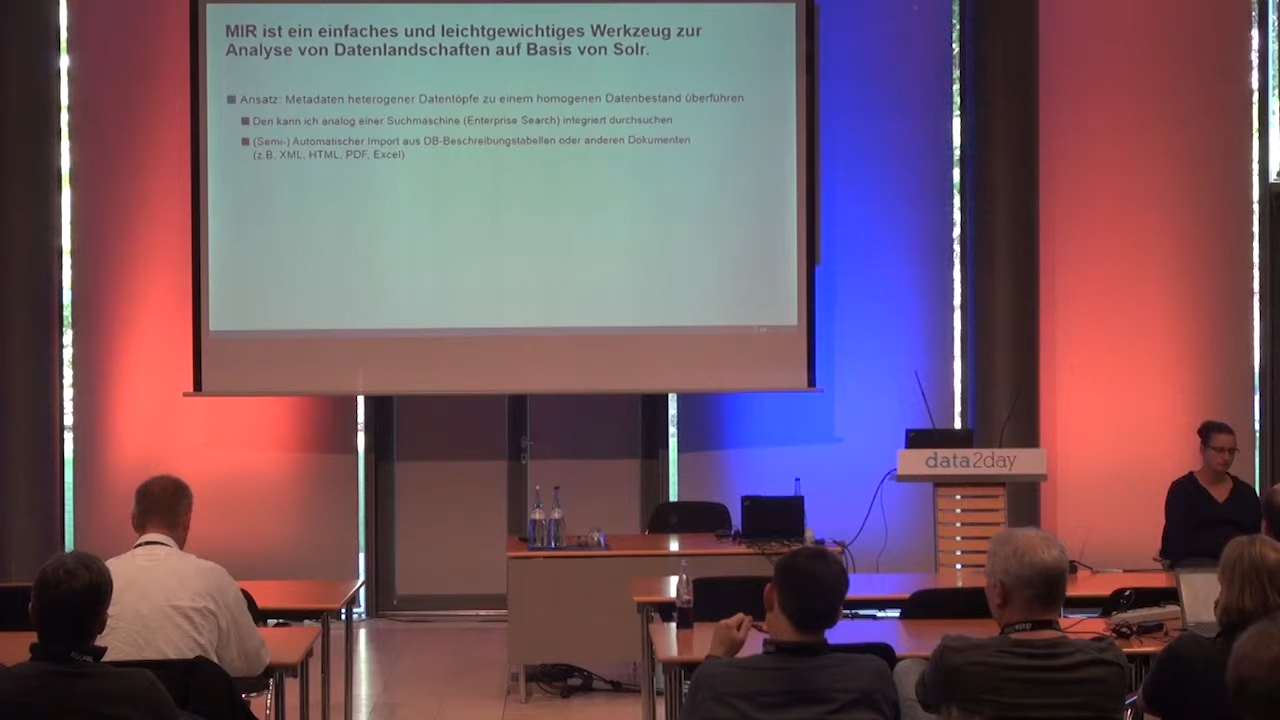 MIR ist ein einfaches und leichtgewichtiges Werkzeug zur
Analyse von Datenlandschaften auf Basis von Solr.
Ansatz: Metadaten heterogener Datentöpfe zu einem homogenen Datenbestand überführen
Den kann ich analog einer Suchmaschine (Enterprise Search) integriert durchsuchen
(Semi-) Automatischer Import aus DB-Beschreibungstabellen oder anderen Dokumenten
(z.B. XML, HTML, PDF, Excel)
data2day